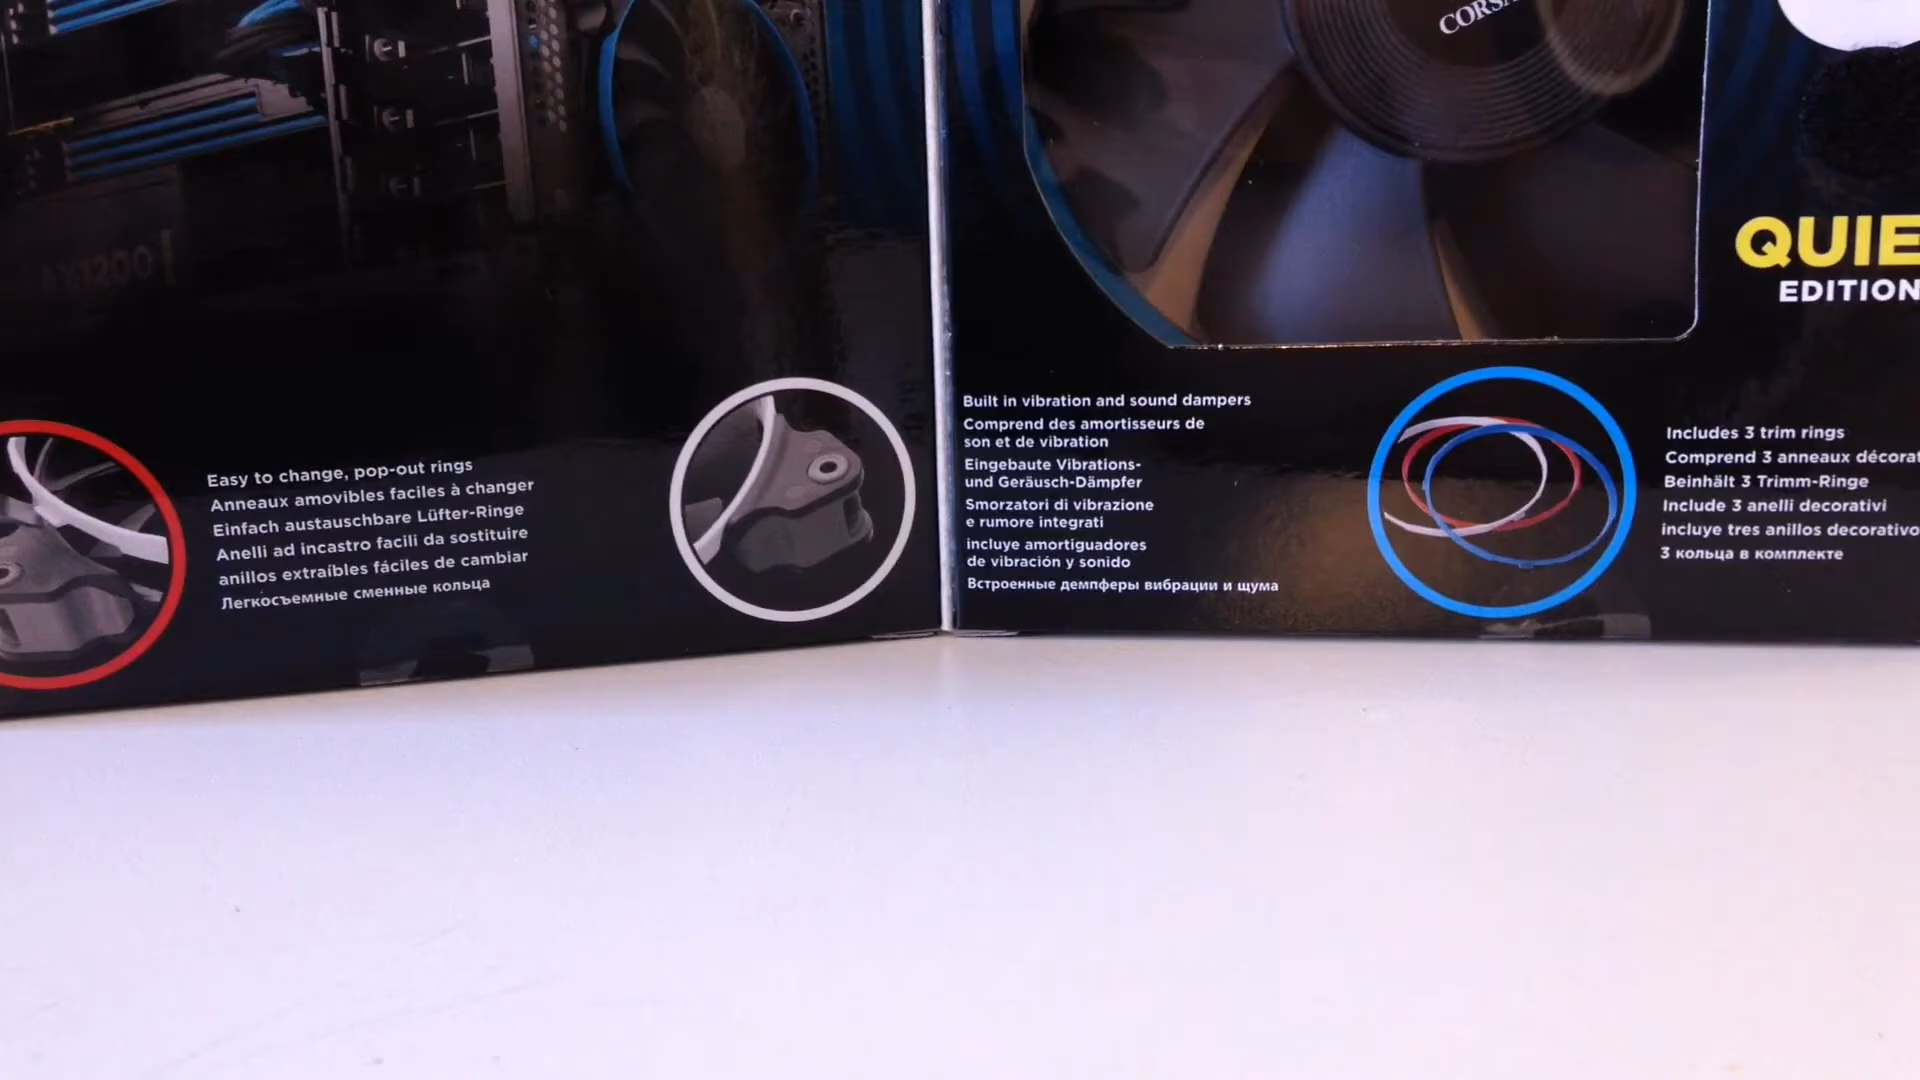 CORSA
QUIE
EDITION
AX1200
Easy to change, pop-out rings
Anneaux amovibles faciles à changer
Einfach austauschbare Lüfter-Ringe
Anelli ad incastro facili da sostituire
anillos extraíbles fáciles de cambiar
Легкосъемные сменные кольца
Built in vibration and sound dampers
Comprend des amortisseurs de
son et de vibration
Eingebaute Vibrations-
und Geräusch-Dämpfer
Smorzatori di vibrazione
e rumore integrati
incluye amortiguadores
de vibración y sonido
Встроенные демпферы вибрации и щума
Includes 3 trim rings
Comprend 3 anneaux décorat
Beinhält 3 Trimm-Ringe
Include 3 anelli decorativi
incluye tres anillos decorativo
3 кольца в комплекте